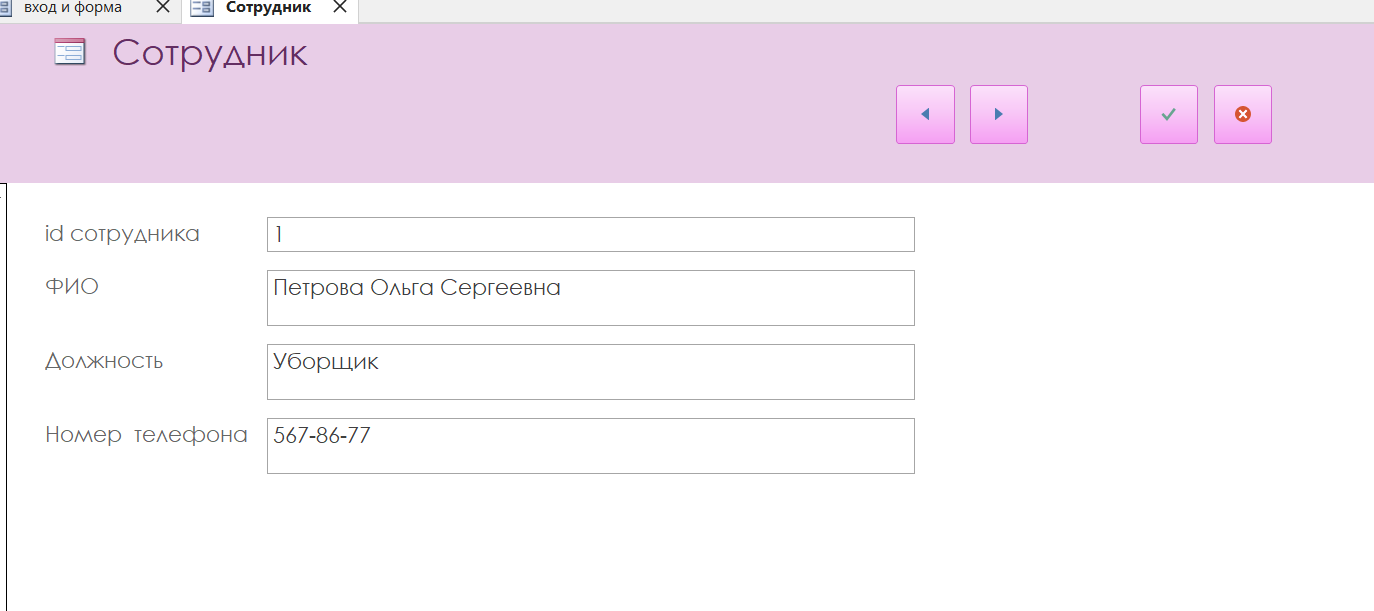 вход и форма
Сотрудник
Сотрудник
id сотрудника
1
ФИО
Петрова Ольга Сергеевна
Должность
Уборщик
Номер телефона
567-86-77